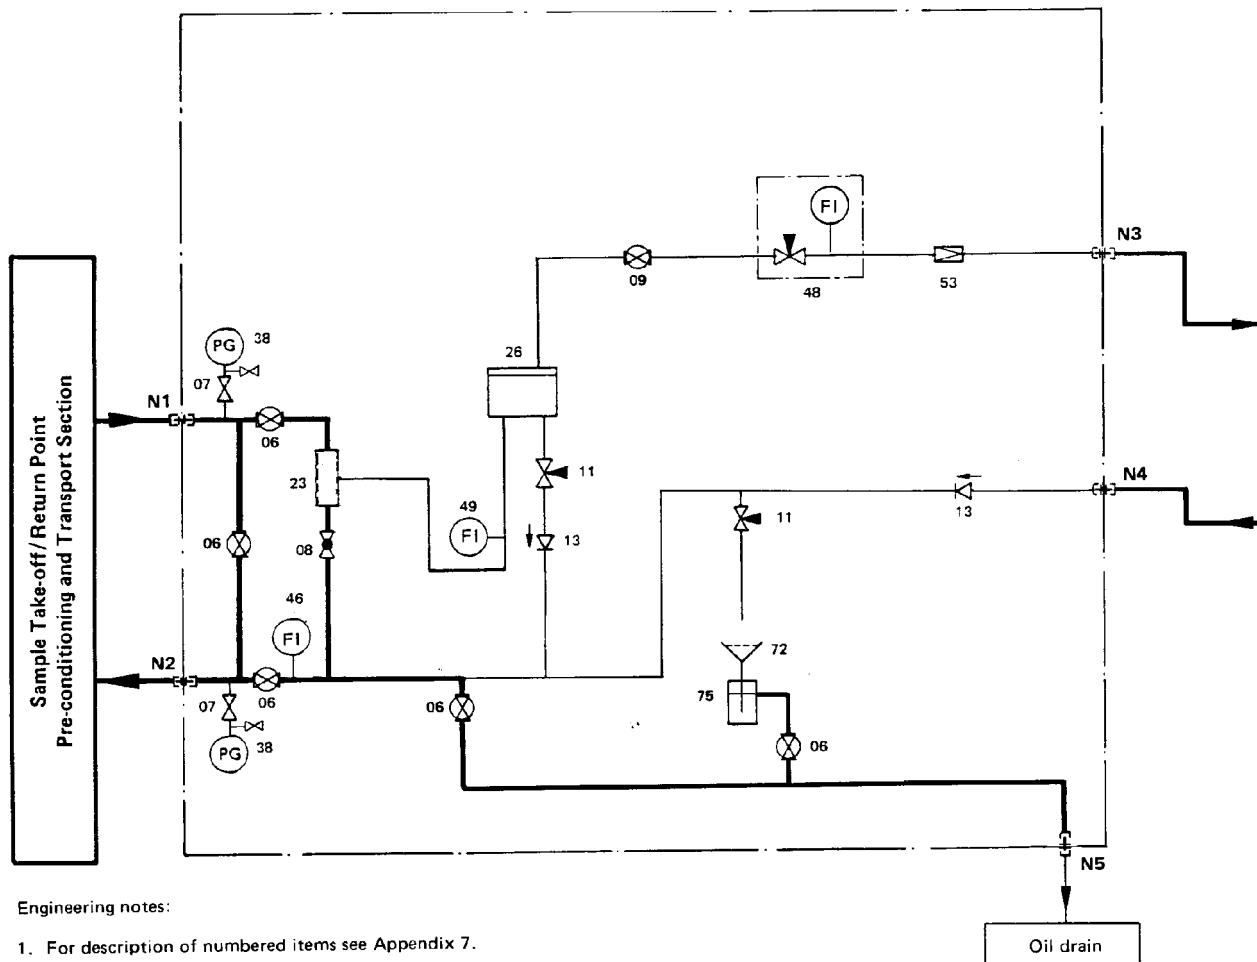 FI
N3
09
48
53
38
PG
26
07
N1
06
11
N4
23
49
11
13
FI
13
06
08
46
FI
72
N2
07
06
75
06
06
PG
38
N5
Sample Take-off/Return Point
Pre-conditioning and Transport Section
Engineering notes:
1. For description of numbered items see Appendix 7.
Oil drain